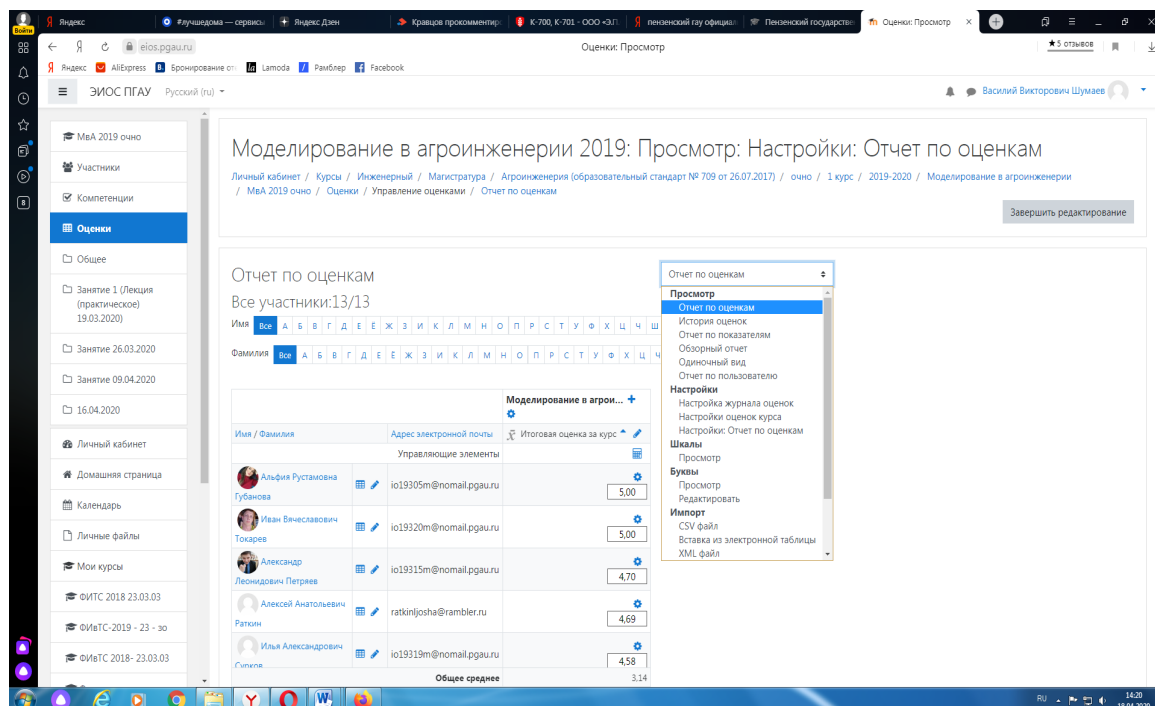 Войти
Яндекс
#лучшедома — сервисы
Яндекс Дзен
Кравцов прокомментир
К-700, К-701 - ООО «Э.П.
пензенский гау официал
Пензенский государстве
Оценки: Просмотр
eios.pgau.ru
Оценки: Просмотр
★5 отзывов
Яндекс
AliExpress
Бронирование от
Lamoda
Рамблер
Facebook
ЭИОС ПГАУ Русский (ru)
Василий Викторович Шумаев
МвА 2019 очно
Участники
Компетенции
Оценки
Общее
Занятие 1 (Лекция
(практическое)
19.03.2020)
Занятие 26.03.2020
Занятие 09.04.2020
16.04.2020
Личный кабинет
Домашняя страница
Календарь
Личные файлы
Мои курсы
ФИТС 2018 23.03.03
ФИвТС-2019 - 23 - зо
ФИвТС 2018- 23.03.03
Моделирование в агроинженерии 2019: Просмотр: Настройки: Отчет по оценкам
Личный кабинет / Курсы / Инженерный / Магистратура / Агроинженерия (образовательный стандарт № 709 от 26.07.2017) / очно / 1 курс / 2019-2020 / Моделирование в агроинженерии
/ МвА 2019 очно / Оценки / Управление оценками / Отчет по оценкам
Завершить редактирование
Отчет по оценкам
Все участники:13/13
Имя Все А Б В Г Д Е Ё Ж З И К Л М Н О П Р С Т У Ф Х Ц Ч Ш
Фамилия Все А Б В Г Д Е Ё Ж З И К Л М Н О П Р С Т У Ф Х Ц Ч
Моделирование в агрои...
Имя / Фамилия Адрес электронной почты Итоговая оценка за курс
Управляющие элементы
Альфия Рустамовна
Губанова io19305m@nomail.pgau.ru 5,00
Иван Вячеславович
Токарев io19320m@nomail.pgau.ru 5,00
Александр
Леонидович Петряев io19315m@nomail.pgau.ru 4,70
Алексей Анатольевич
Раткин ratkinljosha@rambler.ru 4,69
Илья Александрович
Сурков io19319m@nomail.pgau.ru 4,58
Общее среднее 3,14
Отчет по оценкам
Просмотр
Отчет по оценкам
История оценок
Отчет по показателям
Обзорный отчет
Одиночный вид
Отчет по пользователю
Настройки
Настройка журнала оценок
Настройки оценок курса
Настройки: Отчет по оценкам
Шкалы
Просмотр
Буквы
Просмотр
Редактировать
Импорт
CSV файл
Вставка из электронной таблицы
XML файл
RU
14:20
18.04.2020